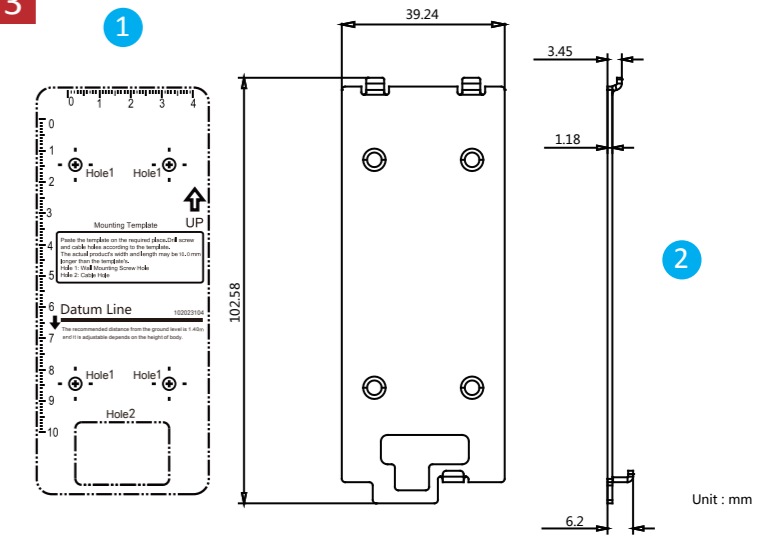 3
1
0 1 2 3 4
0
1
2
3
4
5
6
7
8
9
10
Hole1 Hole1
UP
Mounting Template
Paste the template on the required place.Drill screw
and cable holes according to the template.
The actual product's width and length may be 10.0 mm
longer than the template's.
Hole 1: Wall Mounting Screw Hole
Hole 2: Cable Hole
Datum Line 102023104
The recommended distance from the ground level is 1.40m,
and it is adjustable depends on the height of body.
Hole1 Hole1
Hole2
39.24
102.58
3.45
1.18
2
6.2
Unit : mm